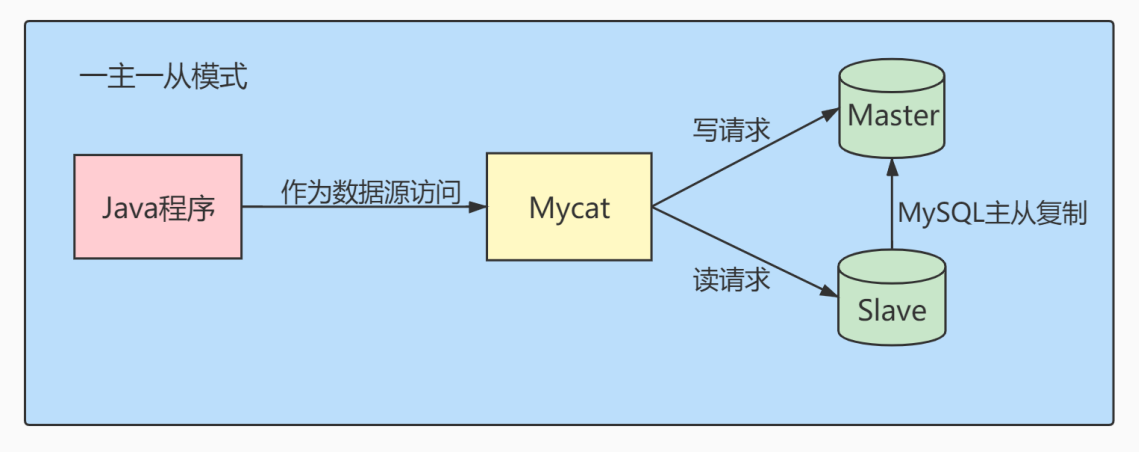 一主一从模式
Java程序
作为数据源访问
Mycat
写请求
读请求
Master
MySQL主从复制
Slave